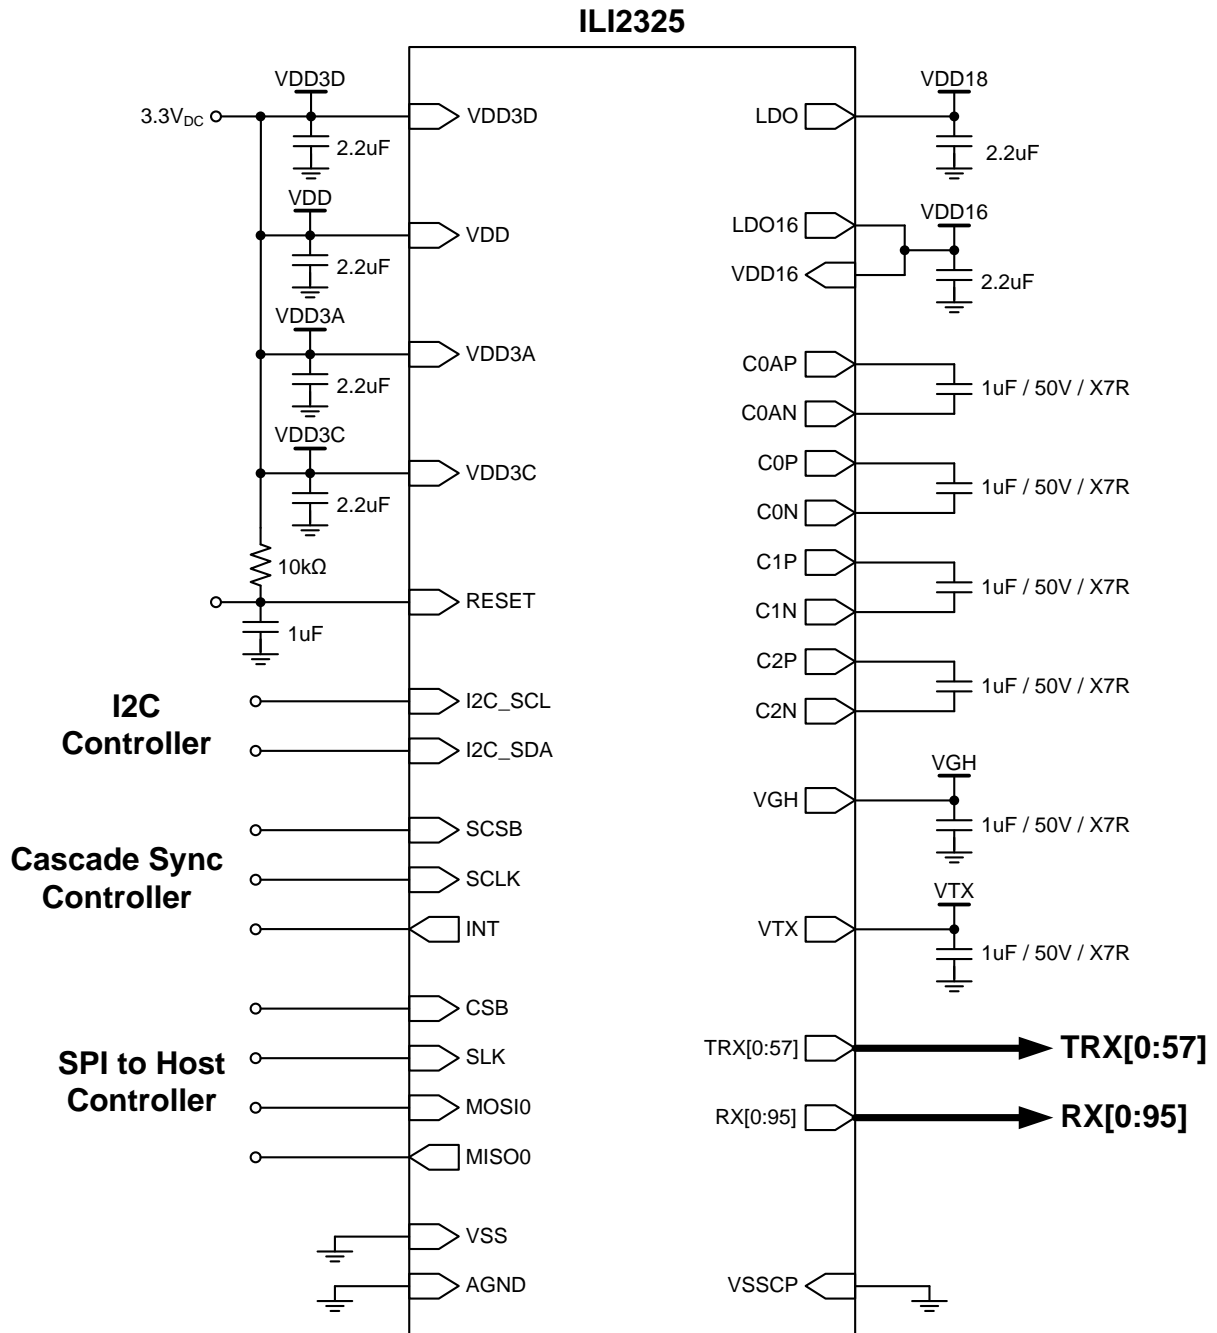 ILI2325
VDD3D
3.3VDC
VDD3D
2.2uF
VDD
VDD
2.2uF
VDD3A
VDD3A
2.2uF
VDD3C
VDD3C
2.2uF
10kΩ
RESET
1uF
I2C
Controller
I2C_SCL
I2C_SDA
Cascade Sync
Controller
SCSB
SCLK
INT
SPI to Host
Controller
CSB
SLK
MOSI0
MISO0
VSS
AGND
VDD18
LDO
2.2uF
VDD16
LDO16
VDD16
2.2uF
C0AP
1uF / 50V / X7R
C0AN
C0P
1uF / 50V / X7R
C0N
C1P
1uF / 50V / X7R
C1N
C2P
1uF / 50V / X7R
C2N
VGH
VGH
1uF / 50V / X7R
VTX
VTX
1uF / 50V / X7R
TRX[0:57]
TRX[0:57]
RX[0:95]
RX[0:95]
VSSCP